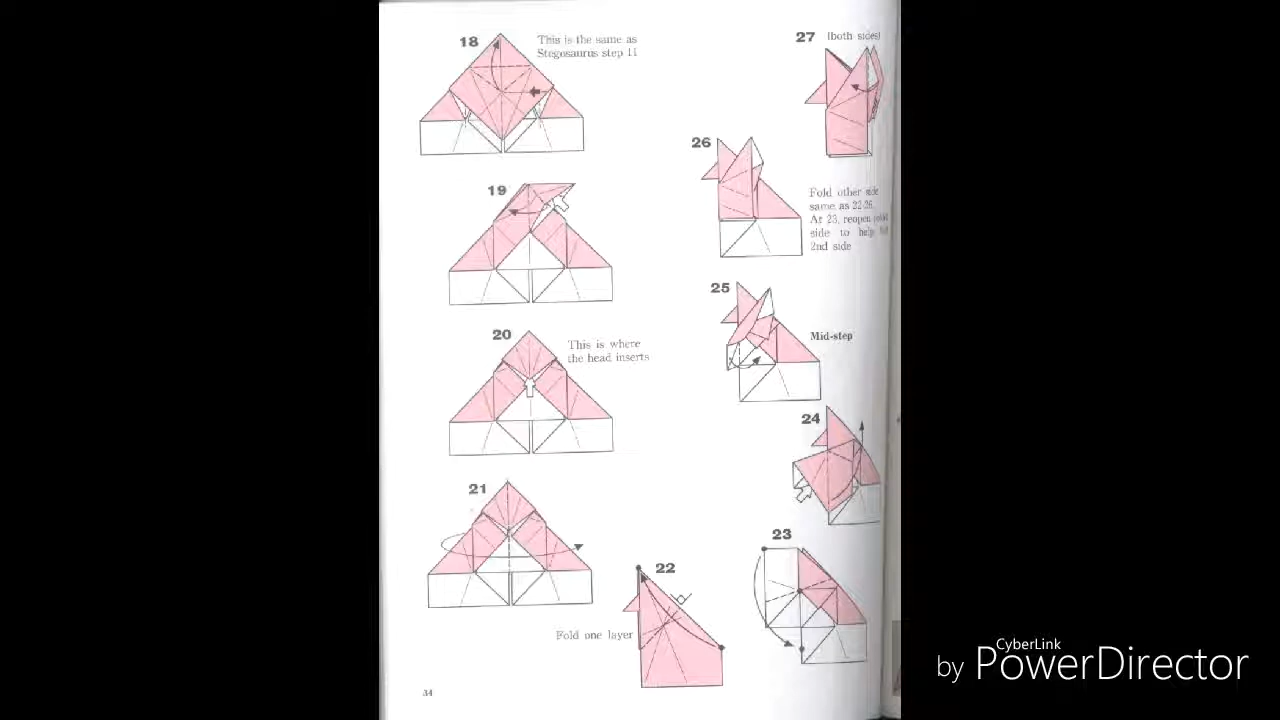 18
This is the same as
Stegosaurus step 11
19
20
This is where
the head inserts
21
22
Fold one layer
34
27
(both sides)
26
Fold other side
same, as 22-26.
At 23, reopen
side to help
2nd side
25
Mid-step
24
23
CyberLink
by PowerDirector